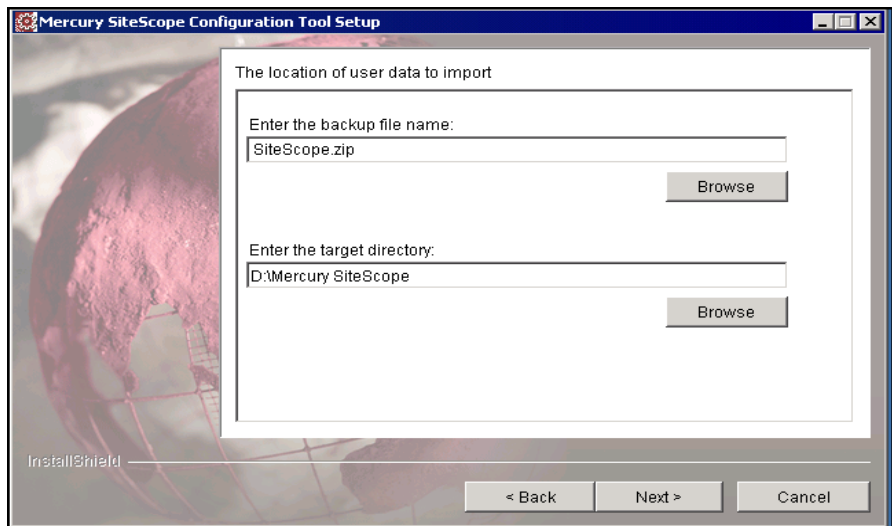 Mercury SiteScope Configuration Tool Setup
The location of user data to import
Enter the backup file name:
SiteScope.zip
Browse
Enter the target directory:
D:\Mercury SiteScope
Browse
InstallShield
< Back Next > Cancel